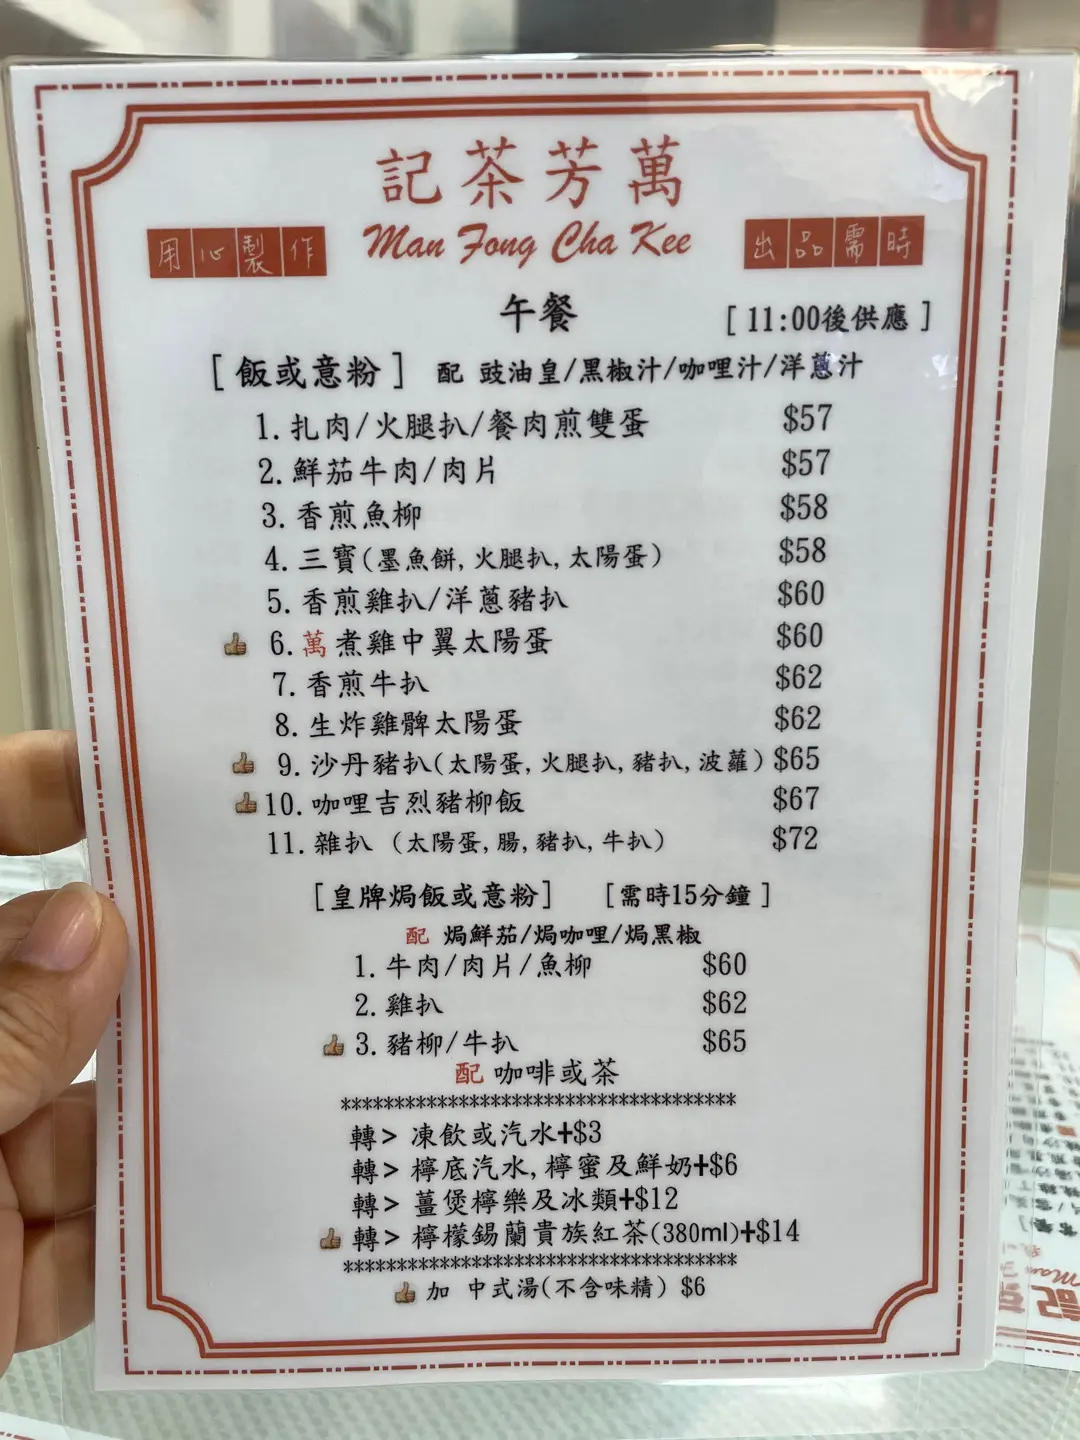 記茶芳萬
Man Fong Cha Kee
用心製作
出品需時
午餐 [ 11:00後供應 ]
[ 飯或意粉 ] 配 豉油皇/黑椒汁/咖哩汁/洋蔥汁
1. 扎肉/火腿扒/餐肉煎雙蛋 $57
2. 鮮茄牛肉/肉片 $57
3. 香煎魚柳 $58
4. 三寶(墨魚餅, 火腿扒, 太陽蛋) $58
5. 香煎雞扒/洋蔥豬扒 $60
👍 6. 萬煮雞中翼太陽蛋 $60
7. 香煎牛扒 $62
8. 生炸雞髀太陽蛋 $62
👍 9. 沙丹豬扒(太陽蛋, 火腿扒, 豬扒, 波蘿) $65
👍 10. 咖哩吉烈豬柳飯 $67
11. 雜扒 (太陽蛋, 腸, 豬扒, 牛扒) $72
[皇牌焗飯或意粉] [需時15分鐘 ]
配 焗鮮茄/焗咖哩/焗黑椒
1. 牛肉/肉片/魚柳 $60
2. 雞扒 $62
👍 3. 豬柳/牛扒 $65
配 咖啡或茶
*************************************
轉> 凍飲或汽水+$3
轉> 檸底汽水, 檸蜜及鮮奶+$6
轉> 薑煲檸樂及冰類+$12
👍 轉> 檸檬錫蘭貴族紅茶(380ml)+$14
*************************************
👍 加 中式湯(不含味精) $6